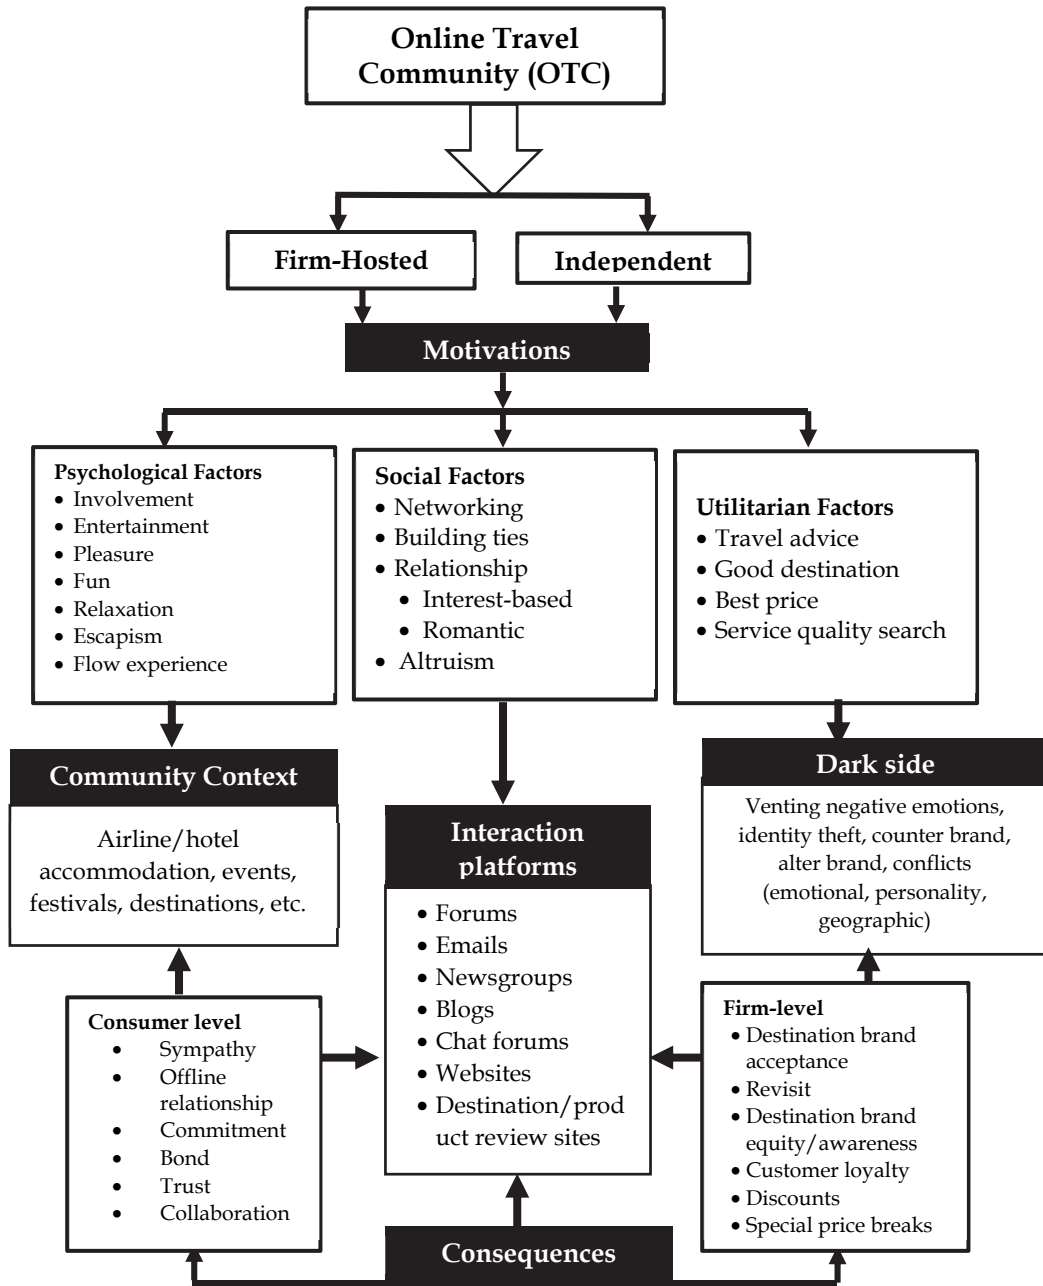 Online Travel
Community (OTC)
Firm-Hosted
Independent
Motivations
Psychological Factors
• Involvement
• Entertainment
• Pleasure
• Fun
• Relaxation
• Escapism
• Flow experience
Social Factors
• Networking
• Building ties
• Relationship
• Interest-based
• Romantic
• Altruism
Utilitarian Factors
• Travel advice
• Good destination
• Best price
• Service quality search
Community Context
Airline/hotel
accommodation, events,
festivals, destinations, etc.
Interaction
platforms
• Forums
• Emails
• Newsgroups
• Blogs
• Chat forums
• Websites
• Destination/prod
uct review sites
Dark side
Venting negative emotions,
identity theft, counter brand,
alter brand, conflicts
(emotional, personality,
geographic)
Consumer level
• Sympathy
• Offline
relationship
• Commitment
• Bond
• Trust
• Collaboration
Firm-level
• Destination brand
acceptance
• Revisit
• Destination brand
equity/awareness
• Customer loyalty
• Discounts
• Special price breaks
Consequences